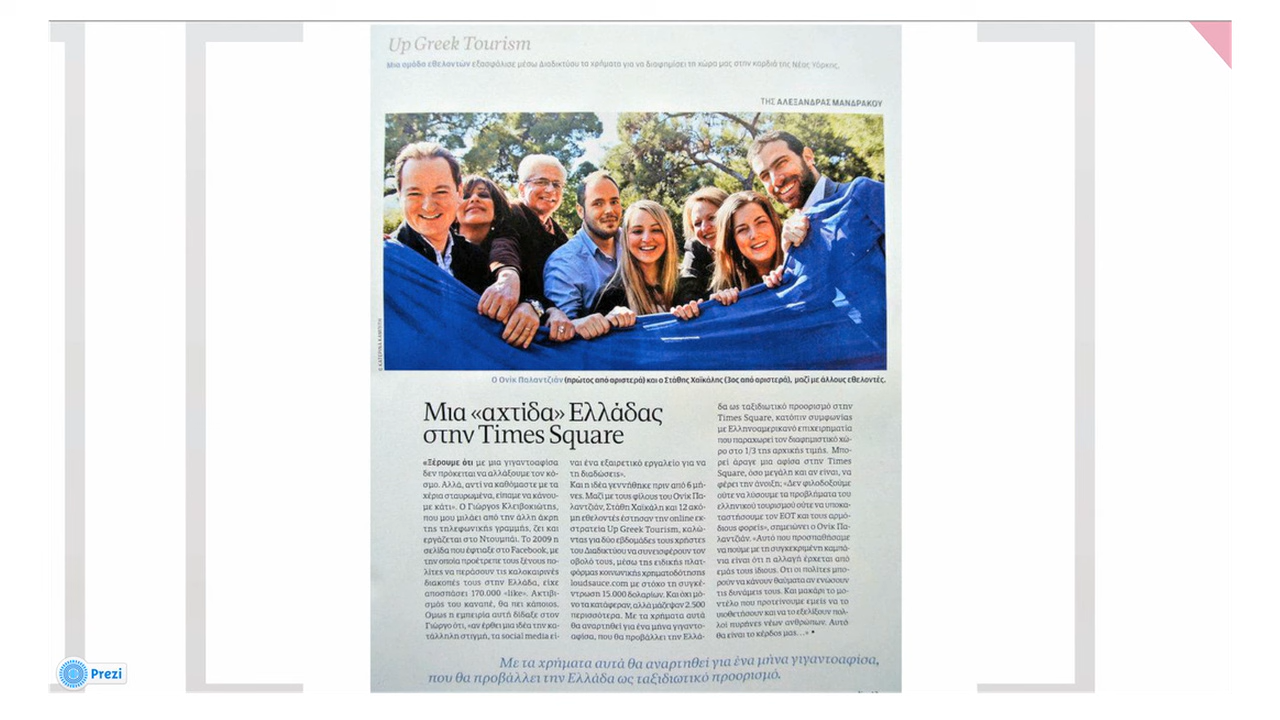 Up Greek Tourism
Μια ομάδα εθελοντών εξασφάλισε μέσω Διαδικτύου τα χρήματα για να διαφημίσει τη χώρα μας στην καρδιά της Νέας Υόρκης.
ΤΗΣ ΑΛΕΞΑΝΔΡΑΣ ΜΑΝΔΡΑΚΟΥ
Ο Ονίκ Παλαντζιάν (πρώτος από αριστερά) και ο Στάθης Χαϊκάλης (3ος από αριστερά), μαζί με άλλους εθελοντές.
Μια «αχτίδα» Ελλάδας
στην Times Square
«Ξέρουμε ότι με μια γιγαντοαφίσα
δεν πρόκειται να αλλάξουμε τον κό-
σμο. Αλλά, αντί να καθόμαστε με τα
χέρια σταυρωμένα, είπαμε να κάνου-
με κάτι». Ο Γιώργος Κλειβοκιώτης,
που μου μιλάει από την άλλη άκρη
της τηλεφωνικής γραμμής, ζει και
εργάζεται στο Ντουμπάι. Το 2009 η
σελίδα που έφτιαξε στο Facebook, με
την οποία προέτρεπε τους ξένους πο-
λίτες να περάσουν τις καλοκαιρινές
διακοπές τους στην Ελλάδα, είχε
αποσπάσει 170.000 «like». Ακτιβι-
σμός του καναπέ, θα πει κάποιος.
Ομως η εμπειρία αυτή δίδαξε στον
Γιώργο ότι, «αν έρθει μια ιδέα την κα-
τάλληλη στιγμή, τα social media εί-
ναι ένα εξαιρετικό εργαλείο για να
τη διαδώσεις».
Και η ιδέα γεννήθηκε πριν από 6 μή-
νες. Μαζί με τους φίλους του Ονίκ Πα-
λαντζιάν, Στάθη Χαϊκάλη και 12 ακό-
μη εθελοντές έστησαν την online εκ-
στρατεία Up Greek Tourism, καλώ-
ντας για δύο εβδομάδες τους χρήστες
του Διαδικτύου να συνεισφέρουν τον
οβολό τους, μέσω της ειδικής πλατ-
φόρμας κοινωνικής χρηματοδότησης
loudsauce.com με στόχο τη συγκέ-
ντρωση 15.000 δολαρίων. Και όχι μό-
νο τα κατάφεραν, αλλά μάζεψαν 2.500
περισσότερα. Με τα χρήματα αυτά
θα αναρτηθεί για ένα μήνα γιγαντο-
αφίσα, που θα προβάλλει την Ελλά-
δα ως ταξιδιωτικό προορισμό στην
Times Square, κατόπιν συμφωνίας
με Ελληνοαμερικανό επιχειρηματία
που παραχωρεί τον διαφημιστικό χώ-
ρο στο 1/3 της αρχικής τιμής. Μπο-
ρεί άραγε μια αφίσα στην Times
Square, όσο μεγάλη και αν είναι, να
φέρει την άνοιξη; «Δεν φιλοδοξούμε
ούτε να λύσουμε τα προβλήματα του
ελληνικού τουρισμού ούτε να υποκα-
ταστήσουμε τον ΕΟΤ και τους αρμό-
διους φορείς», σημειώνει ο Ονίκ Πα-
λαντζιάν. «Αυτό που προσπαθήσαμε
να πούμε με τη συγκεκριμένη καμπά-
νια είναι ότι η αλλαγή έρχεται από
εμάς τους ίδιους. Οτι οι πολίτες μπο-
ρούν να κάνουν θαύματα αν ενώσουν
τις δυνάμεις τους. Και μακάρι το μο-
ντέλο που προτείνουμε εμείς να το
υιοθετήσουν και να το εξελίξουν πολ-
λοί πυρήνες νέων ανθρώπων. Αυτό
θα είναι το κέρδος μας...» •
Με τα χρήματα αυτά θα αναρτηθεί για ένα μήνα γιγαντοαφίσα,
που θα προβάλλει την Ελλάδα ως ταξιδιωτικό προορισμό.
Prezi